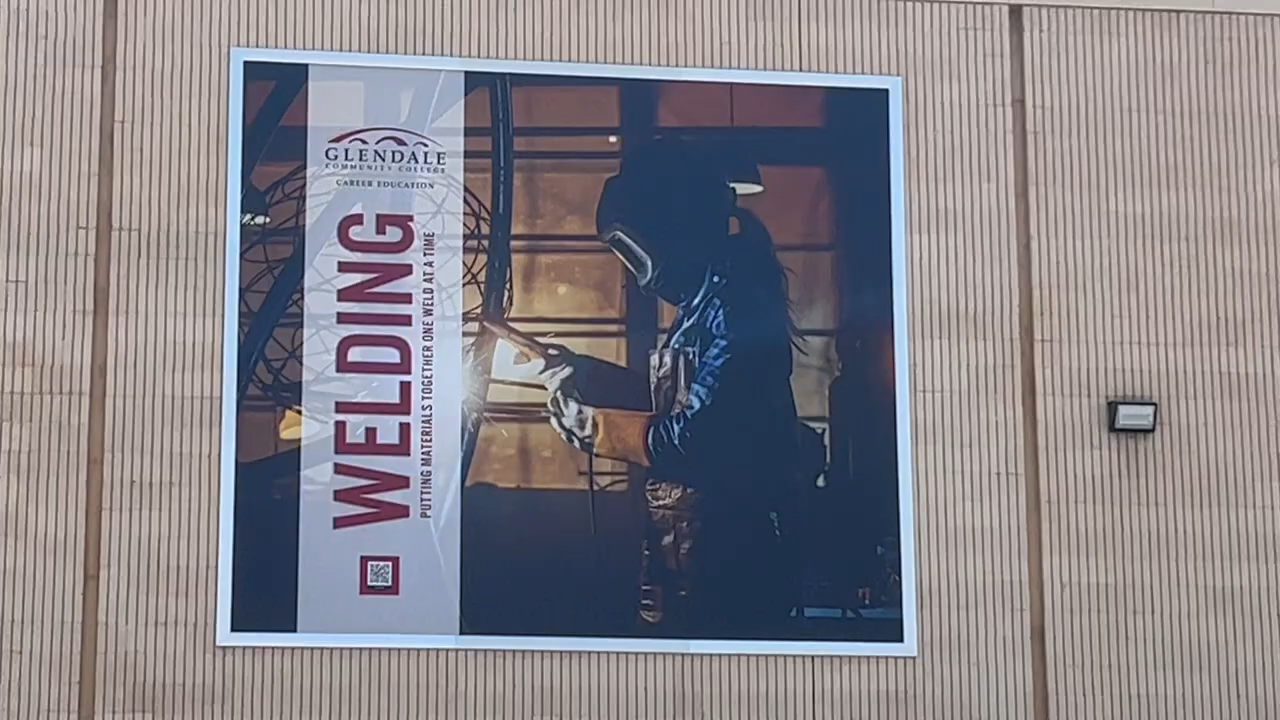 GLENDALE
COMMUNITY COLLEGE
CAREER EDUCATION
WELDING
PUTTING MATERIALS TOGETHER ONE WELD AT A TIME